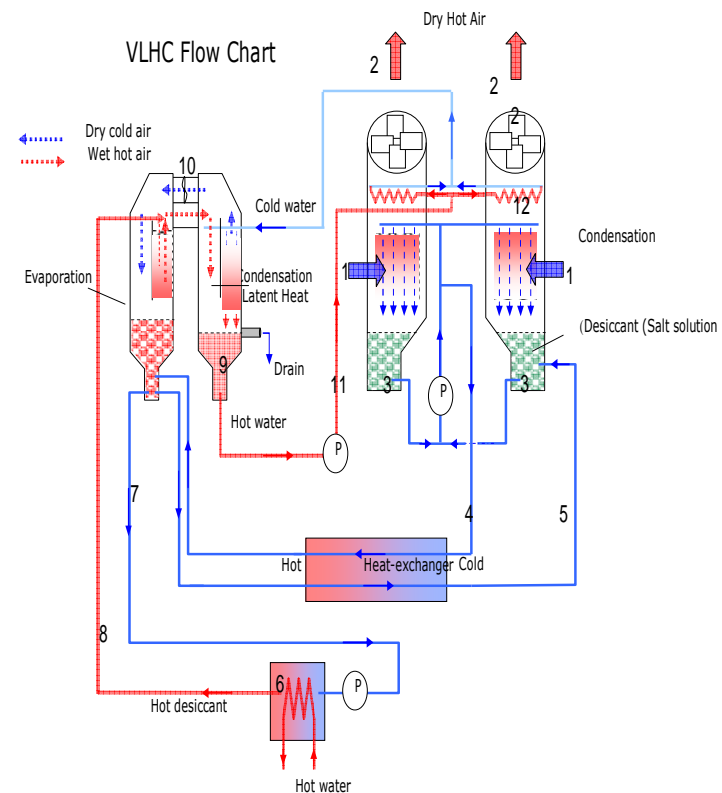 Dry Hot Air
VLHC Flow Chart
2
2
2
Dry cold air
Wet hot air
10
Cold water
12
Condensation
Evaporation
1
1
Condensation
Latent Heat
(Desiccant (Salt solution
Drain
9
11
3
3
P
Hot water
P
7
4
5
Hot
Heat-exchanger
Cold
8
6
P
Hot desiccant
Hot water